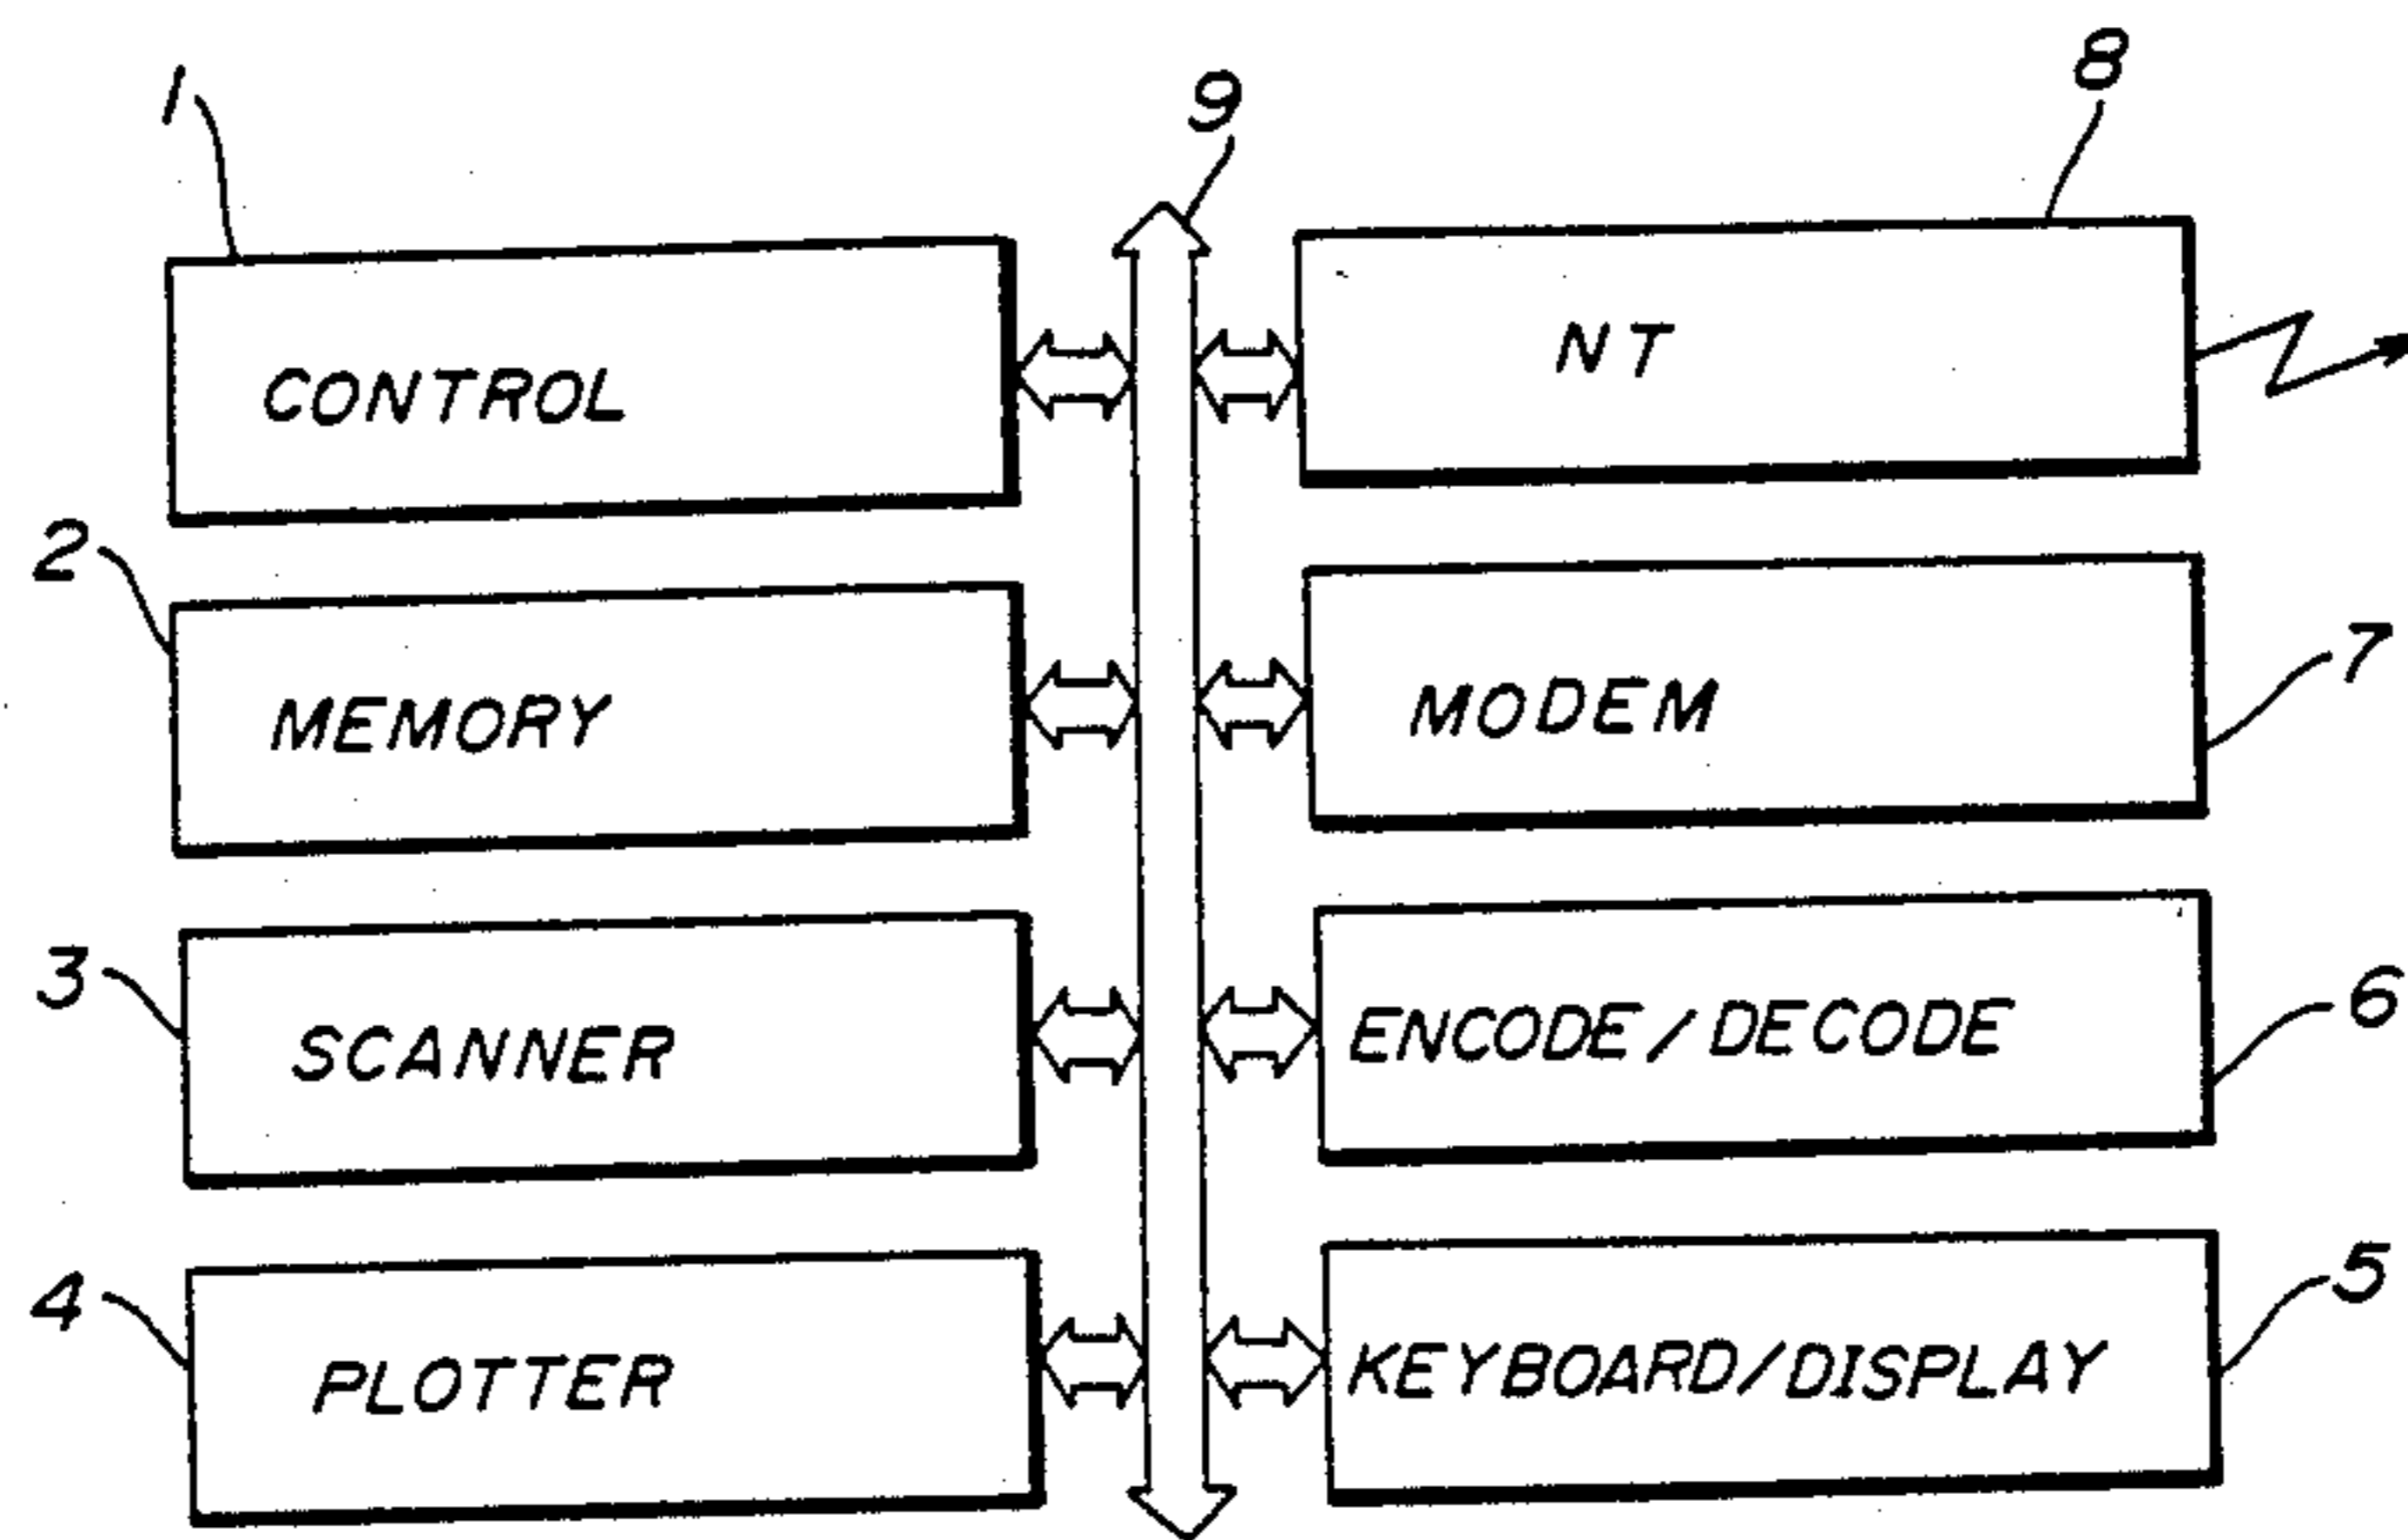 1
9
8
CONTROL
NT
2
MEMORY
MODEM
7
3
SCANNER
ENCODE/DECODE
6
4
PLOTTER
KEYBOARD/DISPLAY
5